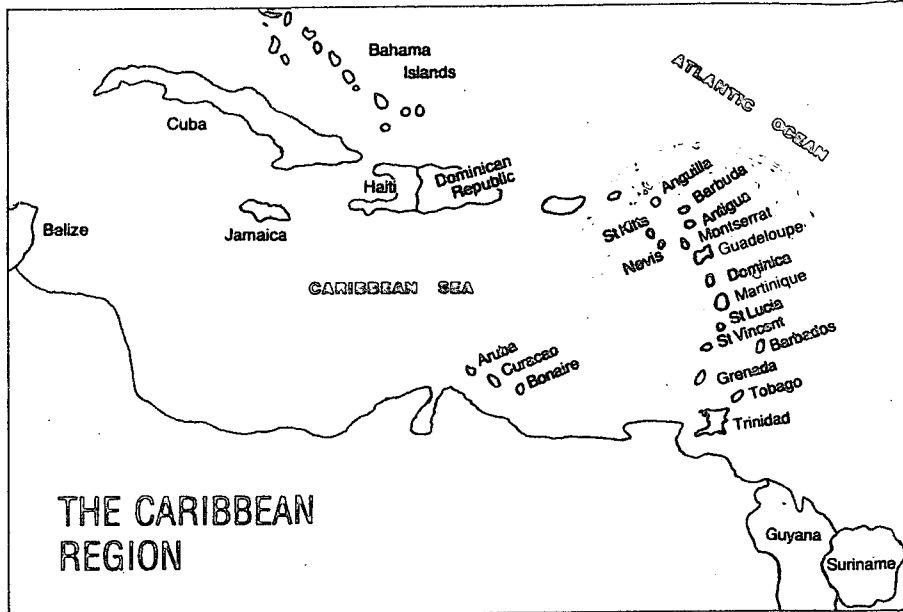 Bahama
Islands
ATLANTIC OCEAN
Cuba
Haiti
Dominican
Republic
Anguilla
Barbuda
Antigua
St Kitts
Montserrat
Nevis
Guadeloupe
Belize
Jamaica
Dominica
CARIBBEAN SEA
Martinique
St Lucia
St Vincent
Barbados
Aruba
Curacao
Bonaire
Grenada
Tobago
Trinidad
THE CARIBBEAN
REGION
Guyana
Suriname